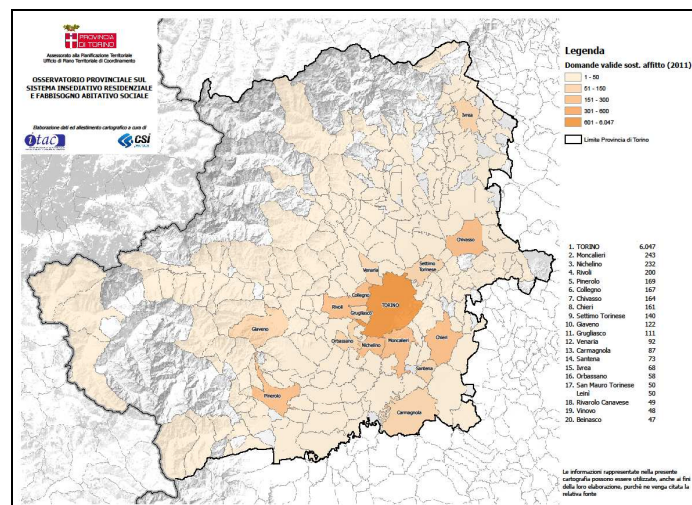 PROVINCIA
DI TORINO
Assessorato alla Pianificazione Territoriale
Ufficio di Piano Territoriale di Coordinamento
OSSERVATORIO PROVINCIALE SUL
SISTEMA INSEDIATIVO RESIDENZIALE
E FABBISOGNO ABITATIVO SOCIALE
Elaborazione dati ed allestimento cartografico a cura di
itac
csi
Legenda
Domande valide sost. affitto (2011)
1 - 50
51 - 150
151 - 300
301 - 600
601 - 6.047
Limite Provincia di Torino
Ivrea
Chivasso
Settimo
Torinese
Venaria
Collegno
Rivoli
TORINO
Grugliasco
Giaveno
Orbassano
Nichelino
Moncalieri
Chieri
Santena
Pinerolo
Carmagnola
1. TORINO 6.047
2. Moncalieri 243
3. Nichelino 232
4. Rivoli 200
5. Pinerolo 169
6. Collegno 167
7. Chivasso 164
8. Chieri 161
9. Settimo Torinese 140
10. Giaveno 122
11. Grugliasco 111
12. Venaria 92
13. Carmagnola 87
14. Santena 73
15. Ivrea 68
16. Orbassano 58
17. San Mauro Torinese 50
Leinì 50
18. Rivarolo Canavese 49
19. Vinovo 48
20. Beinasco 47
Le informazioni rappresentate nella presente
cartografia possono essere utilizzate, anche ai fini
della loro elaborazione, purchè ne venga citata la
relativa fonte